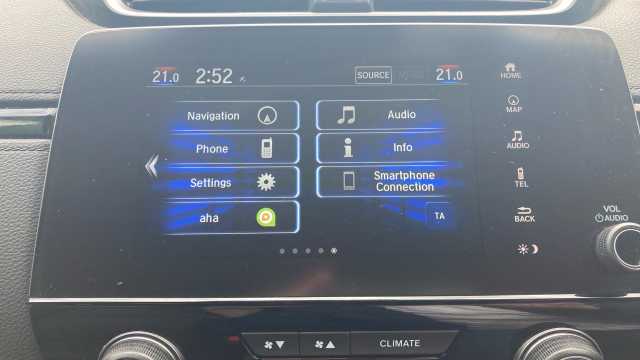 21.0 2:52 SOURCE 21.0
Navigation
Audio
Phone
Info
Settings
Smartphone
Connection
aha
TA
HOME
MAP
AUDIO
TEL
BACK
VOL
AUDIO
CLIMATE